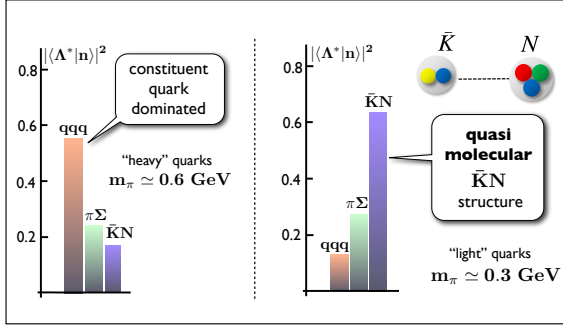 |⟨Λ*|n⟩|²
0.8
0.6
0.4
0.2
constituent
quark
dominated
qqq
"heavy" quarks
m_π ≃ 0.6 GeV
πΣ
K̄N
|⟨Λ*|n⟩|²
0.8
0.6
0.4
0.2
K̄ N
K̄N
quasi
molecular
K̄N
structure
πΣ
qqq
"light" quarks
m_π ≃ 0.3 GeV